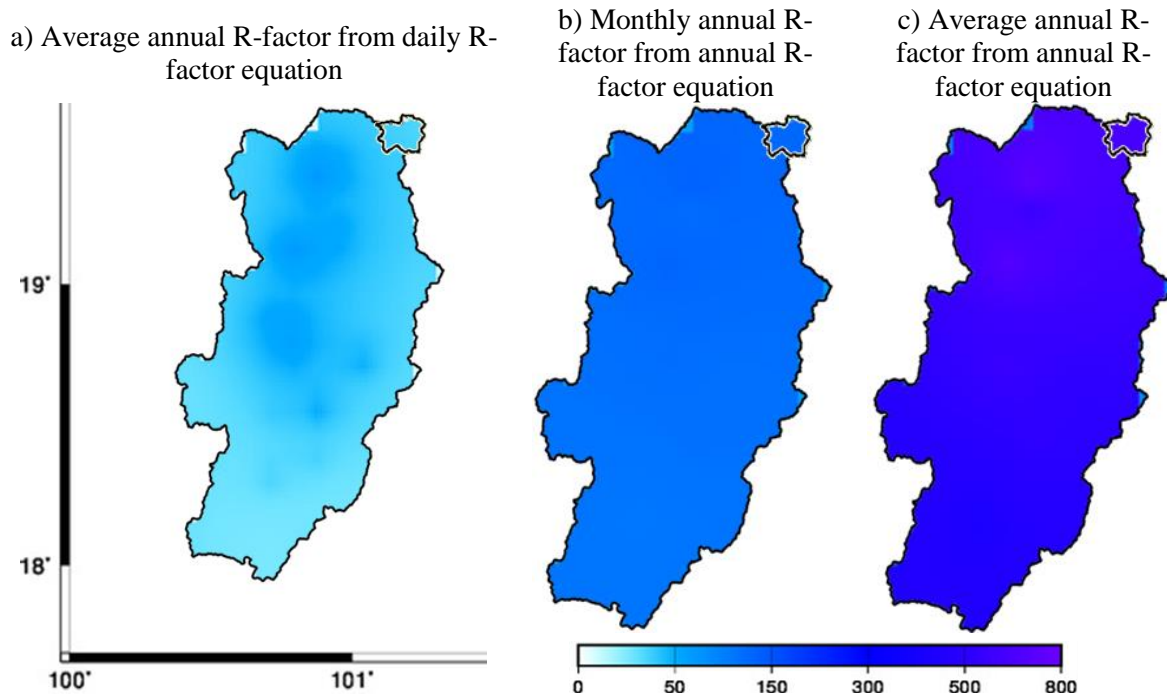 a) Average annual R-factor from daily R-
factor equation
b) Monthly annual R-
factor from annual R-
factor equation
c) Average annual R-
factor from annual R-
factor equation
19°
18°
100°
101°
0 50 150 300 500 800